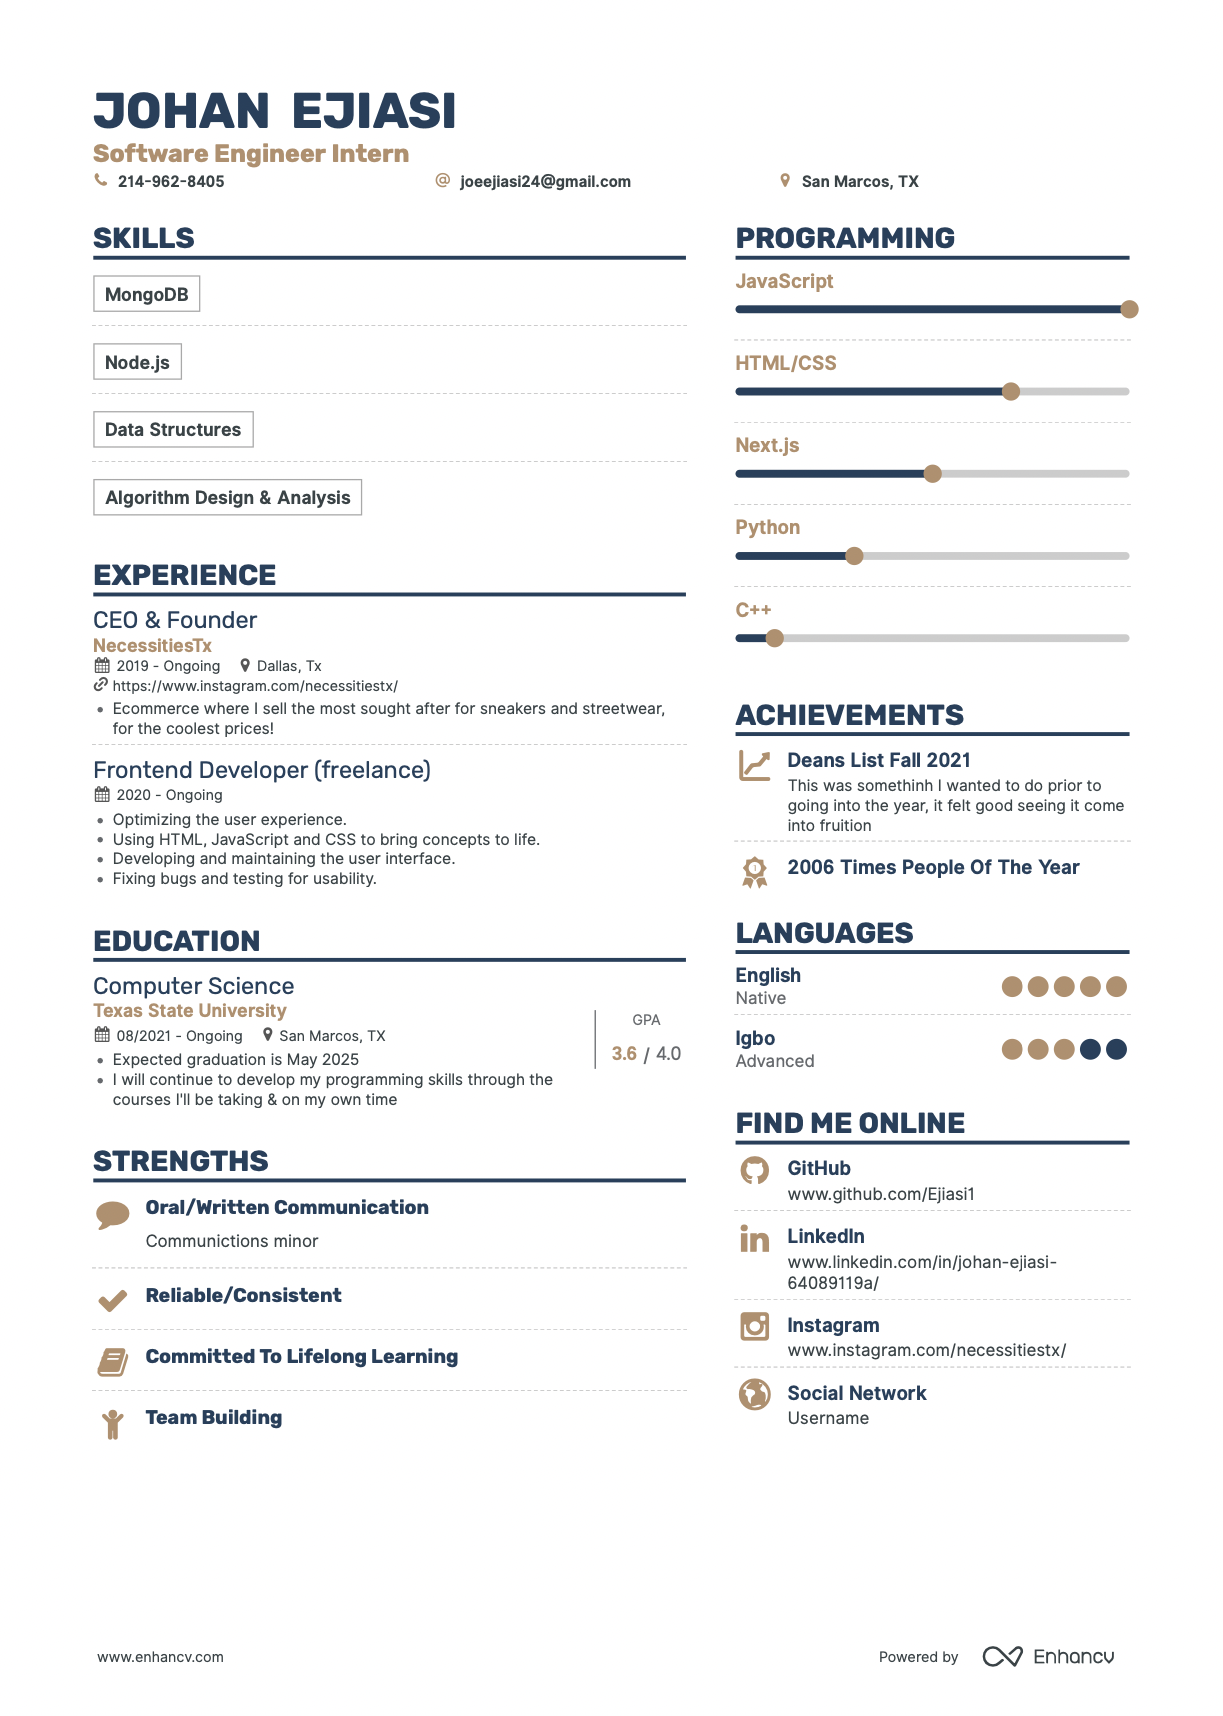 JOHAN EJIASI
Software Engineer Intern
214-962-8405
joeejiasi24@gmail.com
San Marcos, TX
SKILLS
MongoDB
Node.js
Data Structures
Algorithm Design & Analysis
EXPERIENCE
CEO & Founder
NecessitiesTx
2019 - Ongoing
Dallas, Tx
https://www.instagram.com/necessitiestx/
• Ecommerce where I sell the most sought after for sneakers and streetwear,
for the coolest prices!
Frontend Developer (freelance)
2020 - Ongoing
• Optimizing the user experience.
• Using HTML, JavaScript and CSS to bring concepts to life.
• Developing and maintaining the user interface.
• Fixing bugs and testing for usability.
EDUCATION
Computer Science
Texas State University
08/2021 - Ongoing
San Marcos, TX
• Expected graduation is May 2025
• I will continue to develop my programming skills through the
courses I'll be taking & on my own time
GPA
3.6 / 4.0
STRENGTHS
Oral/Written Communication
Communictions minor
Reliable/Consistent
Committed To Lifelong Learning
Team Building
PROGRAMMING
JavaScript
HTML/CSS
Next.js
Python
C++
ACHIEVEMENTS
Deans List Fall 2021
This was somethinh I wanted to do prior to
going into the year, it felt good seeing it come
into fruition
2006 Times People Of The Year
LANGUAGES
English
Native
Igbo
Advanced
FIND ME ONLINE
GitHub
www.github.com/Ejiasi1
LinkedIn
www.linkedin.com/in/johan-ejiasi-
64089119a/
Instagram
www.instagram.com/necessitiestx/
Social Network
Username
www.enhancv.com
Powered by
Enhancv